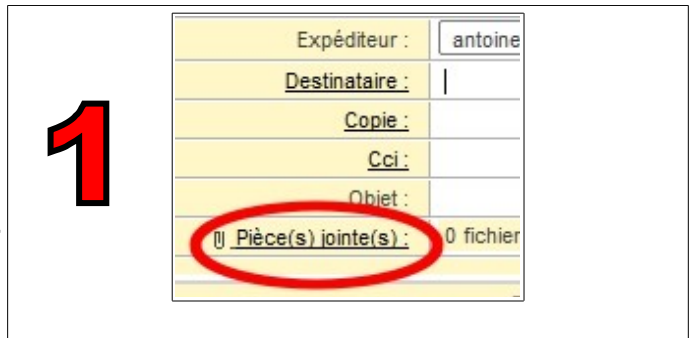 1
Expéditeur : antoine
Destinataire :
Copie :
Cci :
Objet :
Pièce(s) jointe(s) : 0 fichier